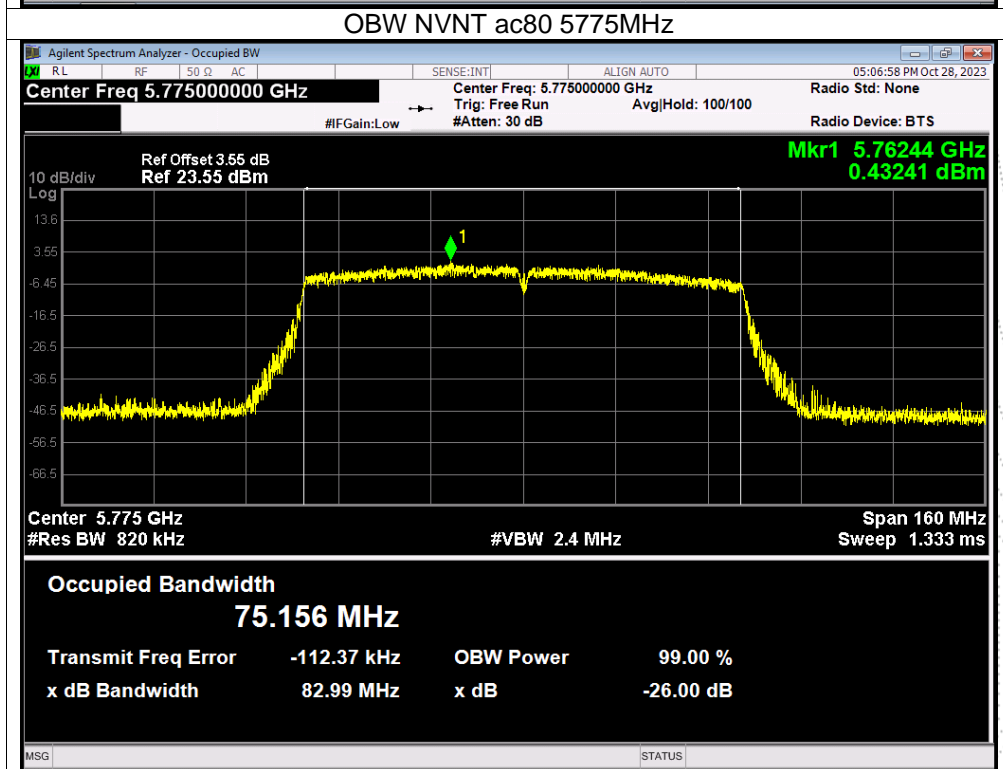 OBW NVNT ac80 5775MHz
Agilent Spectrum Analyzer - Occupied BW
LXI RL RF 50 Ω AC SENSE:INT ALIGN AUTO 05:06:58 PM Oct 28, 2023
Center Freq 5.775000000 GHz Center Freq: 5.775000000 GHz Radio Std: None
Trig: Free Run Avg|Hold: 100/100
#IFGain:Low #Atten: 30 dB Radio Device: BTS
Mkr1 5.76244 GHz
0.43241 dBm
Ref Offset 3.55 dB
10 dB/div Ref 23.55 dBm
Log
13.6
1
3.55
-6.45
-16.5
-26.5
-36.5
-46.5
-56.5
-66.5
Center 5.775 GHz Span 160 MHz
#Res BW 820 kHz #VBW 2.4 MHz Sweep 1.333 ms
Occupied Bandwidth
75.156 MHz
Transmit Freq Error -112.37 kHz OBW Power 99.00 %
x dB Bandwidth 82.99 MHz x dB -26.00 dB
MSG STATUS